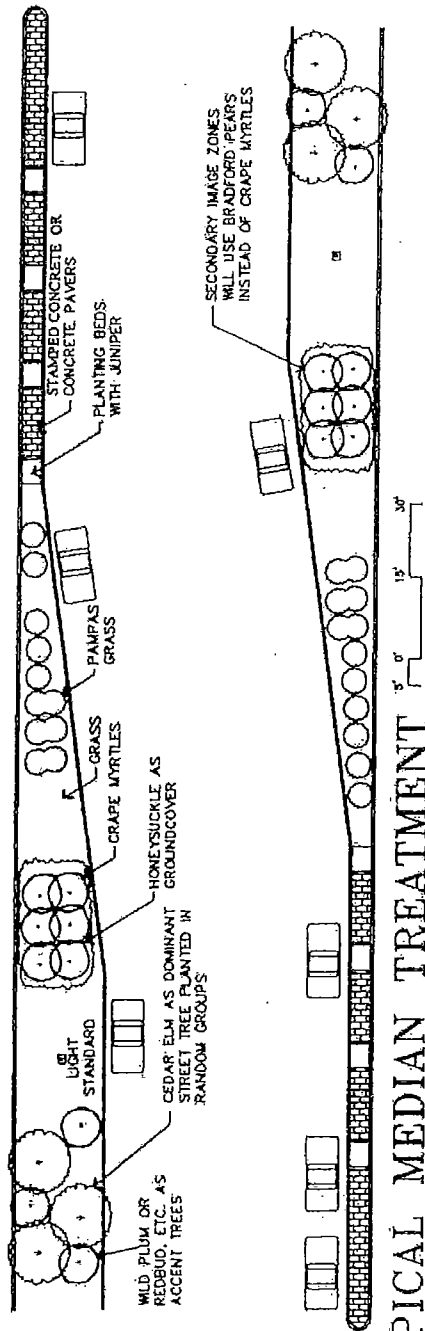 STAMPED CONCRETE OR
CONCRETE PAVERS
PLANTING BEDS
WITH JUNIPER
PAMPAS
GRASS
GRASS
CRAPE MYRTLES
HONEYSUCKLE AS
GROUNDCOVER
CEDAR ELM AS DOMINANT
STREET TREE PLANTED IN
RANDOM GROUPS
LIGHT
STANDARD
WILD PLUM OR
REDBUD, ETC. AS
ACCENT TREES
SECONDARY IMAGE ZONES
WILL USE BRADFORD PEARS
INSTEAD OF CRAPE MYRTLES
5' 0' 15' 30'
PICAL MEDIAN TREATMENT